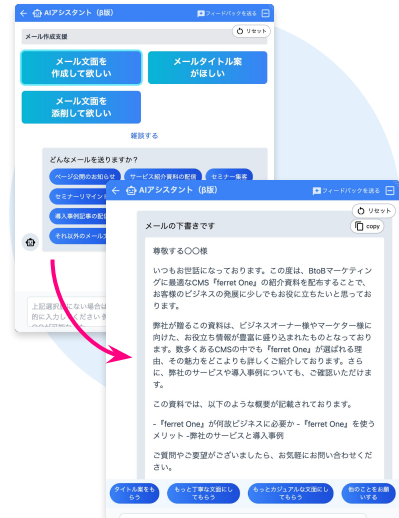 AIアシスタント（β版）
フィードバックを送る
メール作成支援
リセット
メール文面を
作成して欲しい
メールタイトル案
がほしい
メール文面を
添削して欲しい
雑談する
どんなメールを送りますか？
ページ公開のお知らせ
サービス紹介資料の配信
セミナー集客
セミナーリマインド
導入事例記事の配信
それ以外のメール
上記選択肢にない場合は
的に入力してください
AIアシスタント（β版）
フィードバックを送る
リセット
メールの下書きです
copy
尊敬する〇〇様
いつもお世話になっております。この度は、BtoBマーケティン
グに最適なCMS『ferret One』の紹介資料を配布することで、
お客様のビジネスの発展に少しでもお役に立ちたいと思ってお
ります。
弊社が贈るこの資料は、ビジネスオーナー様やマーケター様に
向けた、お役立ち情報が豊富に盛り込まれたものとなっており
ます。数多くあるCMSの中でも『ferret One』が選ばれる理
由、その魅力をどこよりも詳しくご紹介しております。さら
に、弊社のサービスや導入事例についても、ご確認いただけま
す。
この資料では、以下のような概要が記載されております。
-『ferret One』が何故ビジネスに必要か -『ferret One』を使う
メリット -弊社のサービスと導入事例
ご質問やご要望がございましたら、お気軽にお問い合わせくだ
さい。
タイトル案をも
らう
もっと丁寧な文面にし
てもらう
もっとカジュアルな文面にし
てもらう
他のことをお願
いする